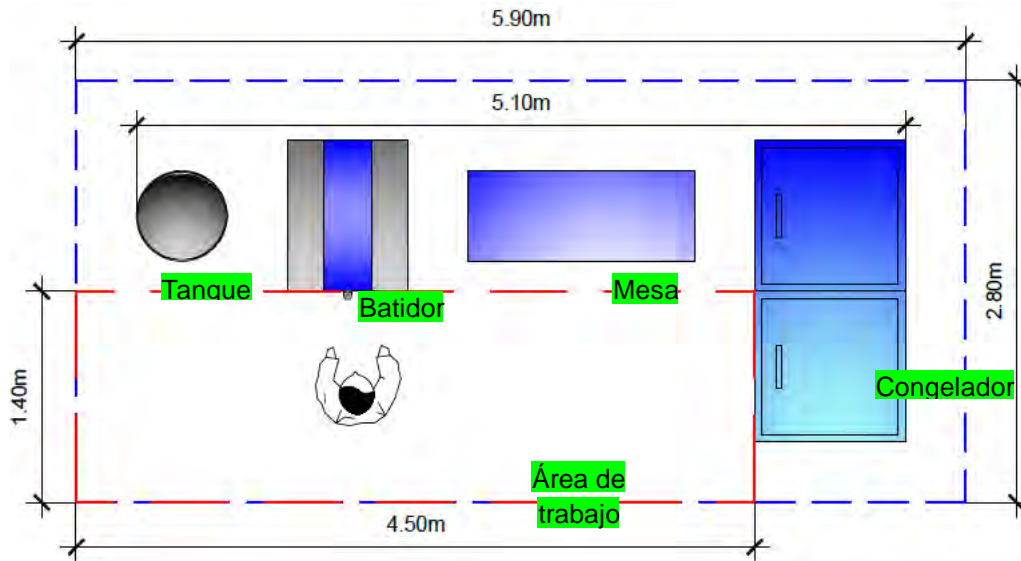 5.90m
5.10m
Tanque
Batidor
Mesa
2.80m
1.40m
Congelador
Área de
trabajo
4.50m